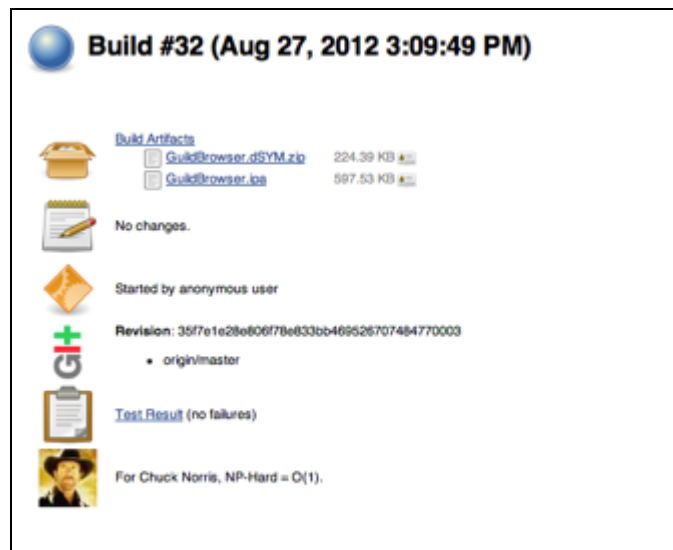 Build #32 (Aug 27, 2012 3:09:49 PM)
Build Artifacts
GuildBrowser.dSYM.zip 224.39 KB
GuildBrowser.ipa 597.53 KB
No changes.
Started by anonymous user
GIt
Revision: 35f7e1e28e806f78e833bb469526707484770003
• origin/master
Test Result (no failures)
For Chuck Norris, NP-Hard = O(1).